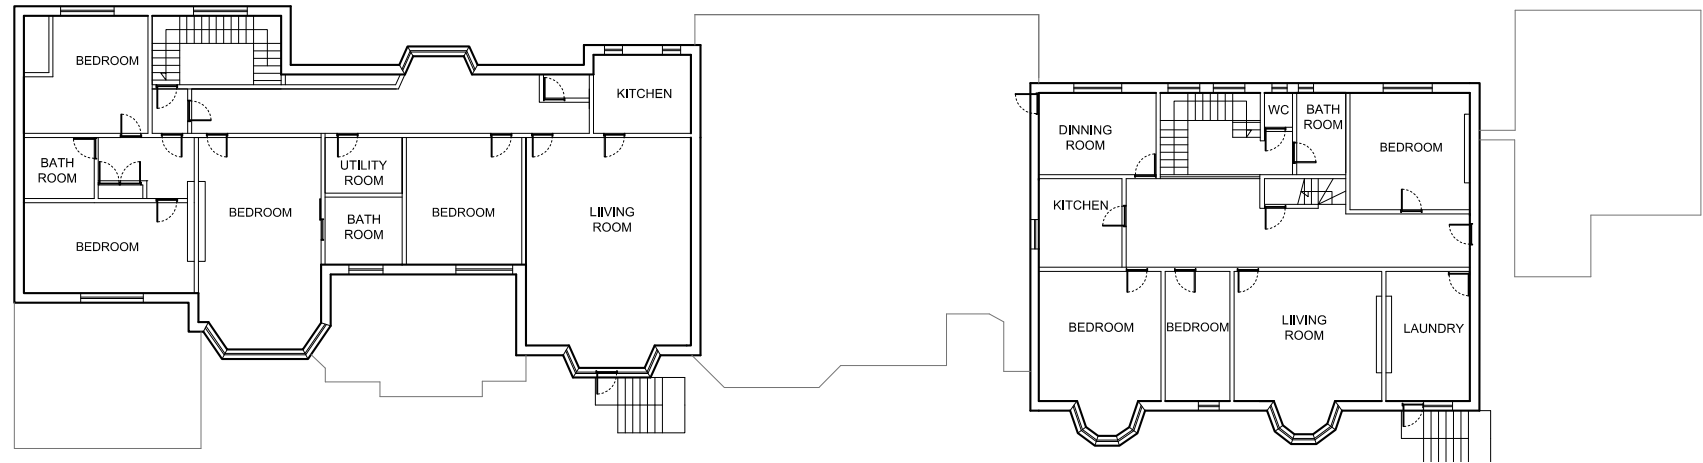 BEDROOM
KITCHEN
BATH
ROOM
UTILITY
ROOM
BEDROOM
BATH
ROOM
BEDROOM
LIIVING
ROOM
BEDROOM
DINNING
ROOM
WC
BATH
ROOM
BEDROOM
KITCHEN
BEDROOM
BEDROOM
LIIVING
ROOM
LAUNDRY